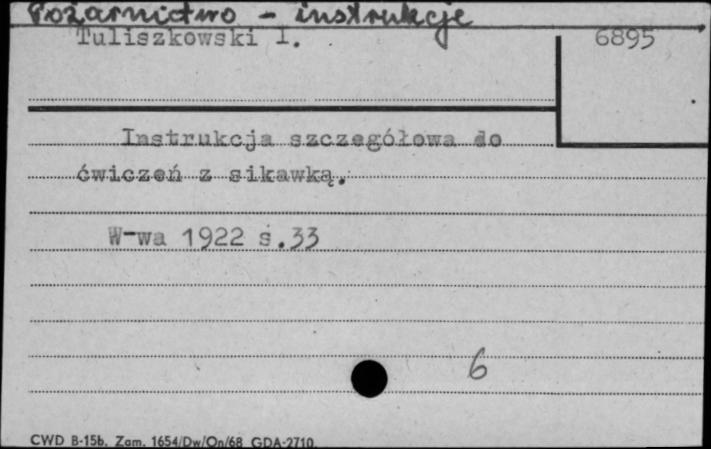 Pożarnictwo - instrukcje
Tuliszkowski I. 6895
Instrukcja szczegółowa do
ćwiczeń z sikawką.
W-wa 1922 s.33
6
CWD B-15b. Zam. 1654/Dw/On/68 GDA-2710.